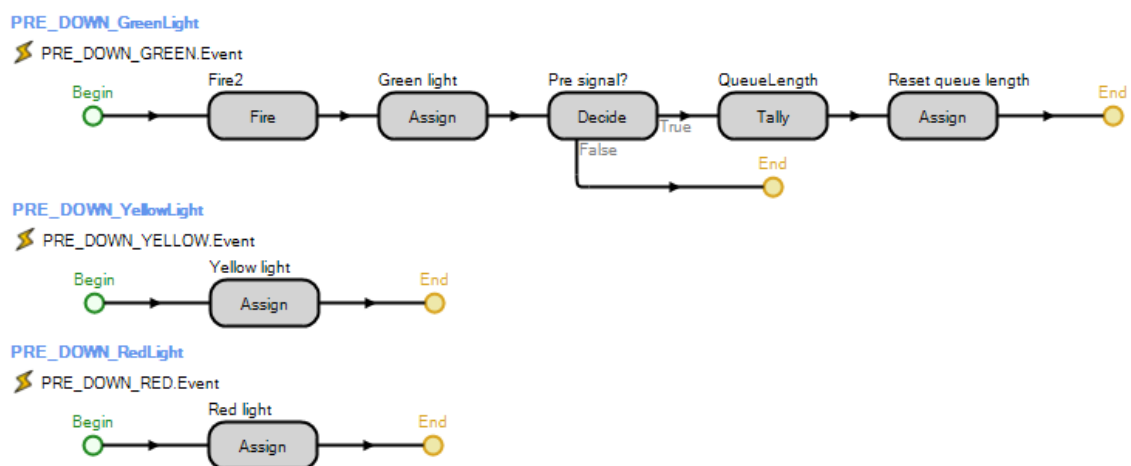 PRE_DOWN_GreenLight
PRE_DOWN_GREEN.Event
Begin
Fire2
Fire
Green light
Assign
Pre signal?
Decide
True
False
End
QueueLength
Tally
Reset queue length
Assign
End
PRE_DOWN_YellowLight
PRE_DOWN_YELLOW.Event
Begin
Yellow light
Assign
End
PRE_DOWN_RedLight
PRE_DOWN_RED.Event
Begin
Red light
Assign
End